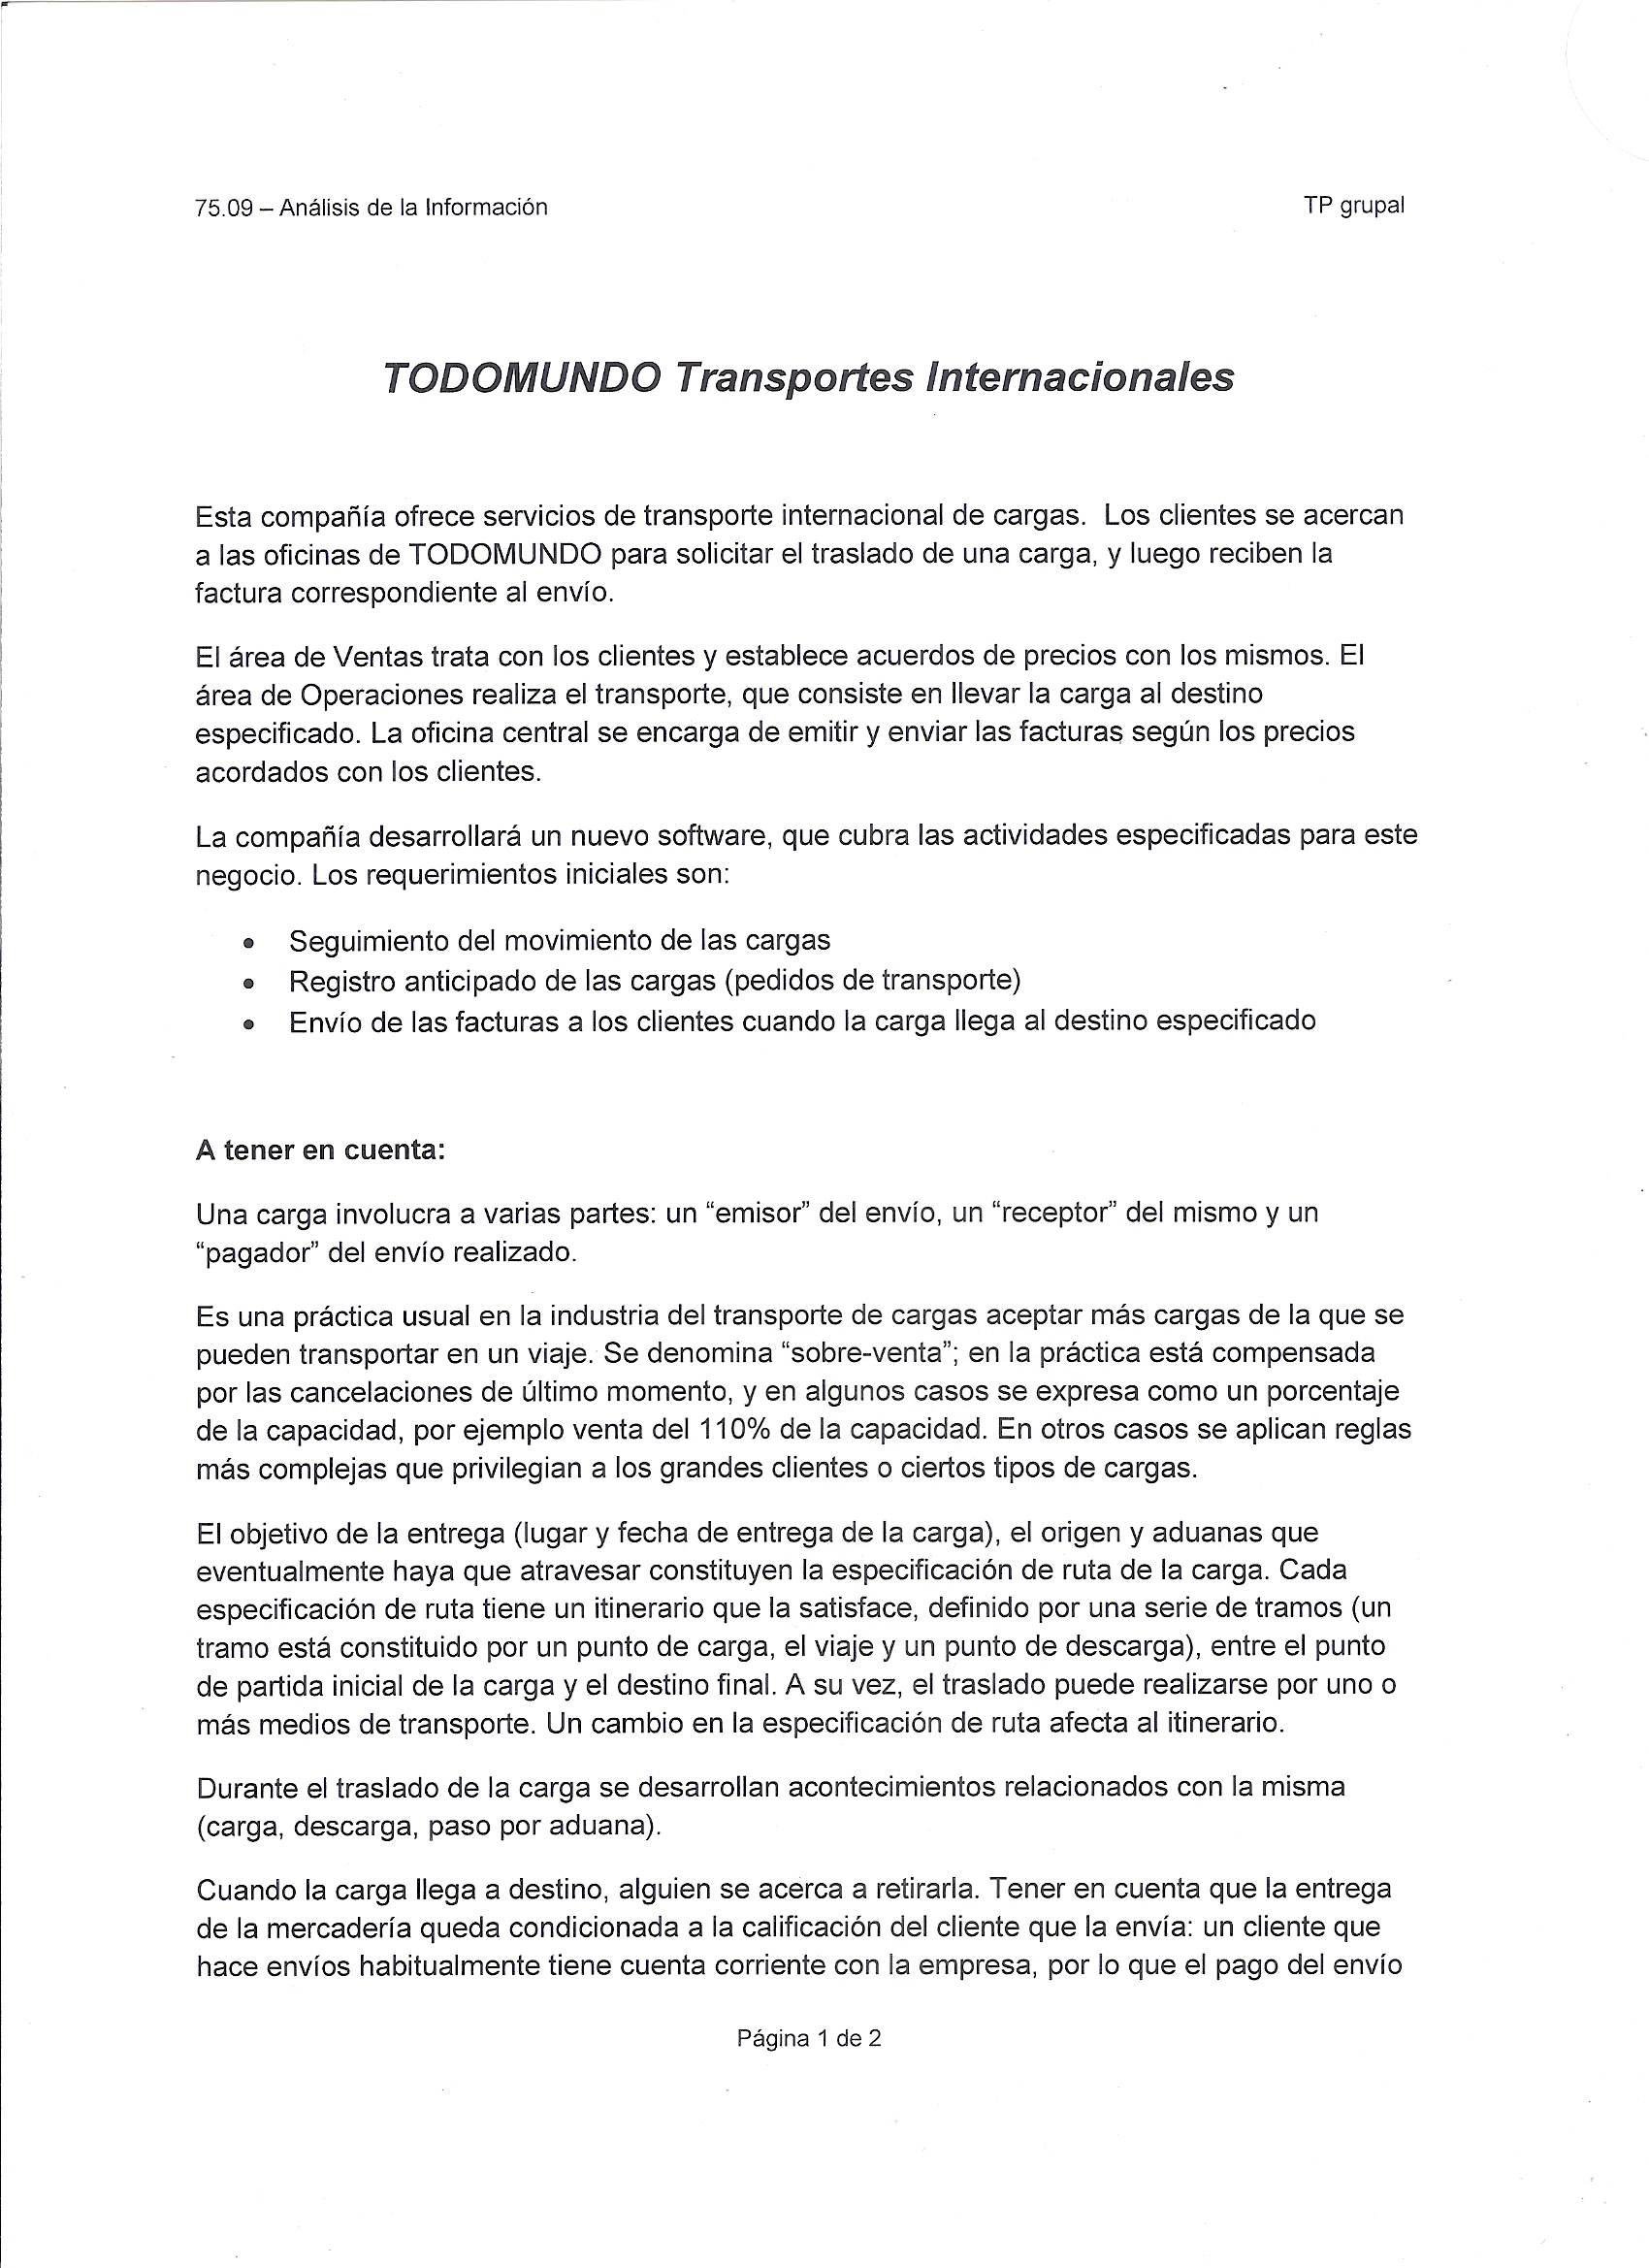 75.09 – Análisis de la Información
TP grupal
TODOMUNDO Transportes Internacionales
Esta compañía ofrece servicios de transporte internacional de cargas.  Los clientes se acercan
a las oficinas de TODOMUNDO para solicitar el traslado de una carga, y luego reciben la
factura correspondiente al envío.
El área de Ventas trata con los clientes y establece acuerdos de precios con los mismos. El
área de Operaciones realiza el transporte, que consiste en llevar la carga al destino
especificado. La oficina central se encarga de emitir y enviar las facturas según los precios
acordados con los clientes.
La compañía desarrollará un nuevo software, que cubra las actividades especificadas para este
negocio. Los requerimientos iniciales son:
• Seguimiento del movimiento de las cargas
• Registro anticipado de las cargas (pedidos de transporte)
• Envío de las facturas a los clientes cuando la carga llega al destino especificado
A tener en cuenta:
Una carga involucra a varias partes: un “emisor” del envío, un “receptor” del mismo y un
“pagador” del envío realizado.
Es una práctica usual en la industria del transporte de cargas aceptar más cargas de la que se
pueden transportar en un viaje. Se denomina “sobre-venta”; en la práctica está compensada
por las cancelaciones de último momento, y en algunos casos se expresa como un porcentaje
de la capacidad, por ejemplo venta del 110% de la capacidad. En otros casos se aplican reglas
más complejas que privilegian a los grandes clientes o ciertos tipos de cargas.
El objetivo de la entrega (lugar y fecha de entrega de la carga), el origen y aduanas que
eventualmente haya que atravesar constituyen la especificación de ruta de la carga. Cada
especificación de ruta tiene un itinerario que la satisface, definido por una serie de tramos (un
tramo está constituido por un punto de carga, el viaje y un punto de descarga), entre el punto
de partida inicial de la carga y el destino final. A su vez, el traslado puede realizarse por uno o
más medios de transporte. Un cambio en la especificación de ruta afecta al itinerario.
Durante el traslado de la carga se desarrollan acontecimientos relacionados con la misma
(carga, descarga, paso por aduana).
Cuando la carga llega a destino, alguien se acerca a retirarla. Tener en cuenta que la entrega
de la mercadería queda condicionada a la calificación del cliente que la envía: un cliente que
hace envíos habitualmente tiene cuenta corriente con la empresa, por lo que el pago del envío
Página 1 de 2